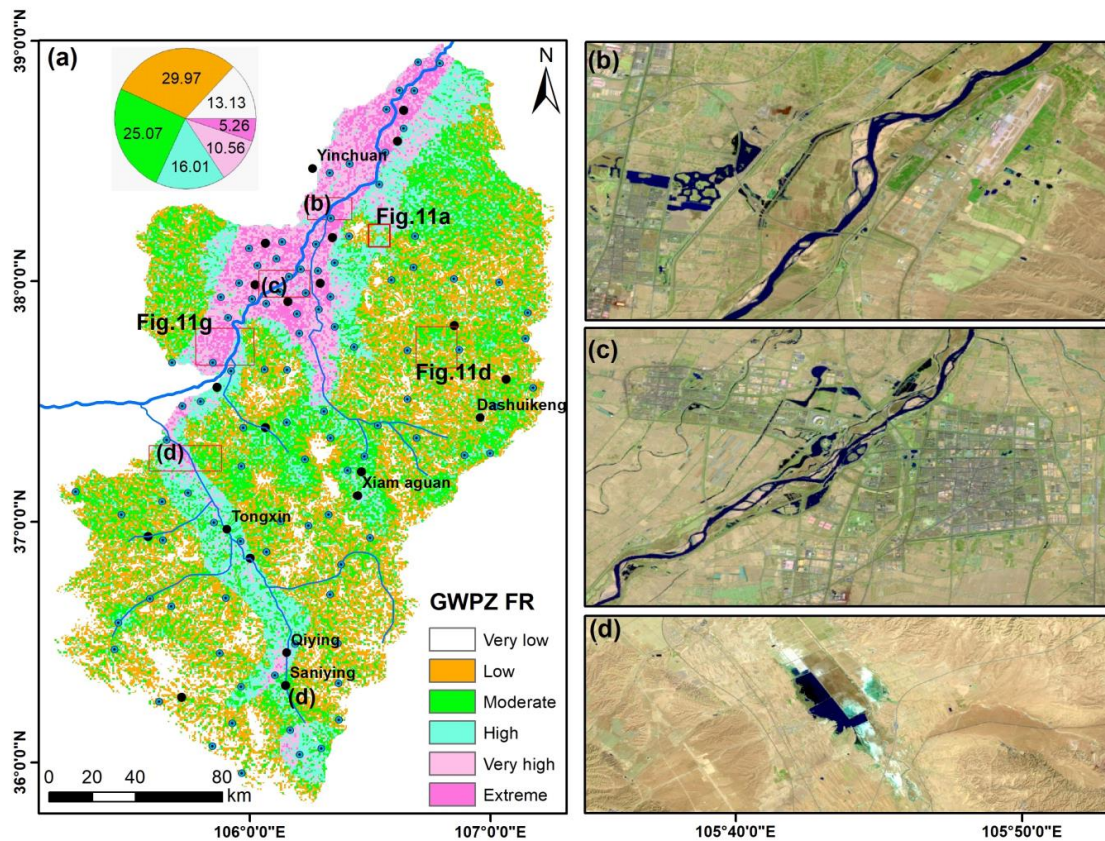 (a)
N
29.97
13.13
5.26
10.56
16.01
25.07
Yinchuan
(b)
Fig.11a
(c)
Fig.11g
Fig.11d
Dashuikeng
(d)
Xiam aguan
Tongxin
Qiying
Saniying
(d)
GWPZ FR
Very low
Low
Moderate
High
Very high
Extreme
0 20 40 80
km
39°0'0"N
38°0'0"N
37°0'0"N
36°0'0"N
106°0'0"E 107°0'0"E
(b)
(c)
(d)
105°40'0"E 105°50'0"E